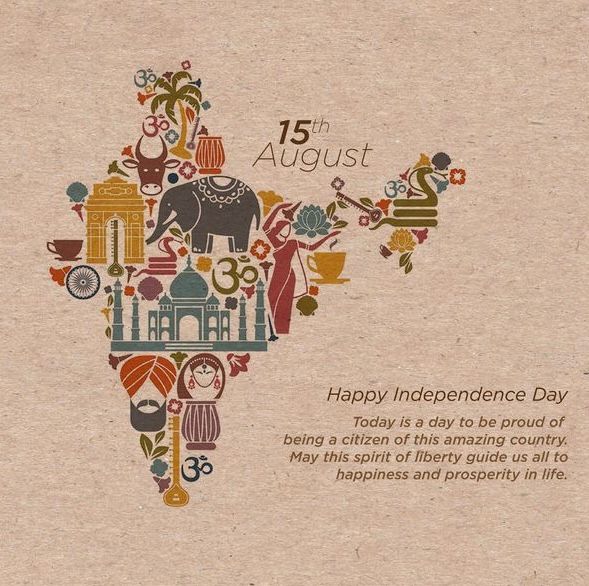 ॐ
15th
August
ॐ
ॐ
ॐ
Happy Independence Day
Today is a day to be proud of
being a citizen of this amazing country.
May this spirit of liberty guide us all to
happiness and prosperity in life.
ॐ